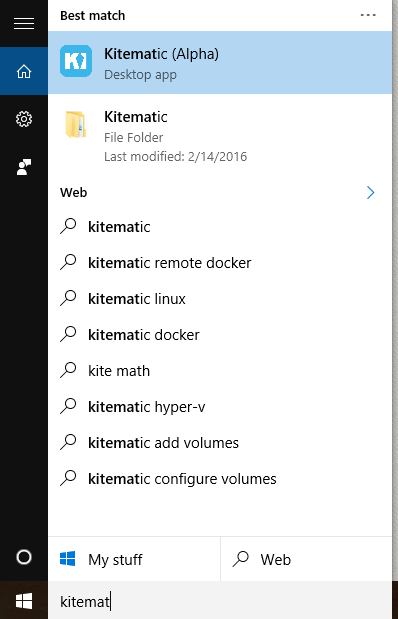 Best match
Kitematic (Alpha)
Desktop app
Kitematic
File Folder
Last modified: 2/14/2016
Web
kitematic
kitematic remote docker
kitematic linux
kitematic docker
kite math
kitematic hyper-v
kitematic add volumes
kitematic configure volumes
My stuff
Web
kitemat